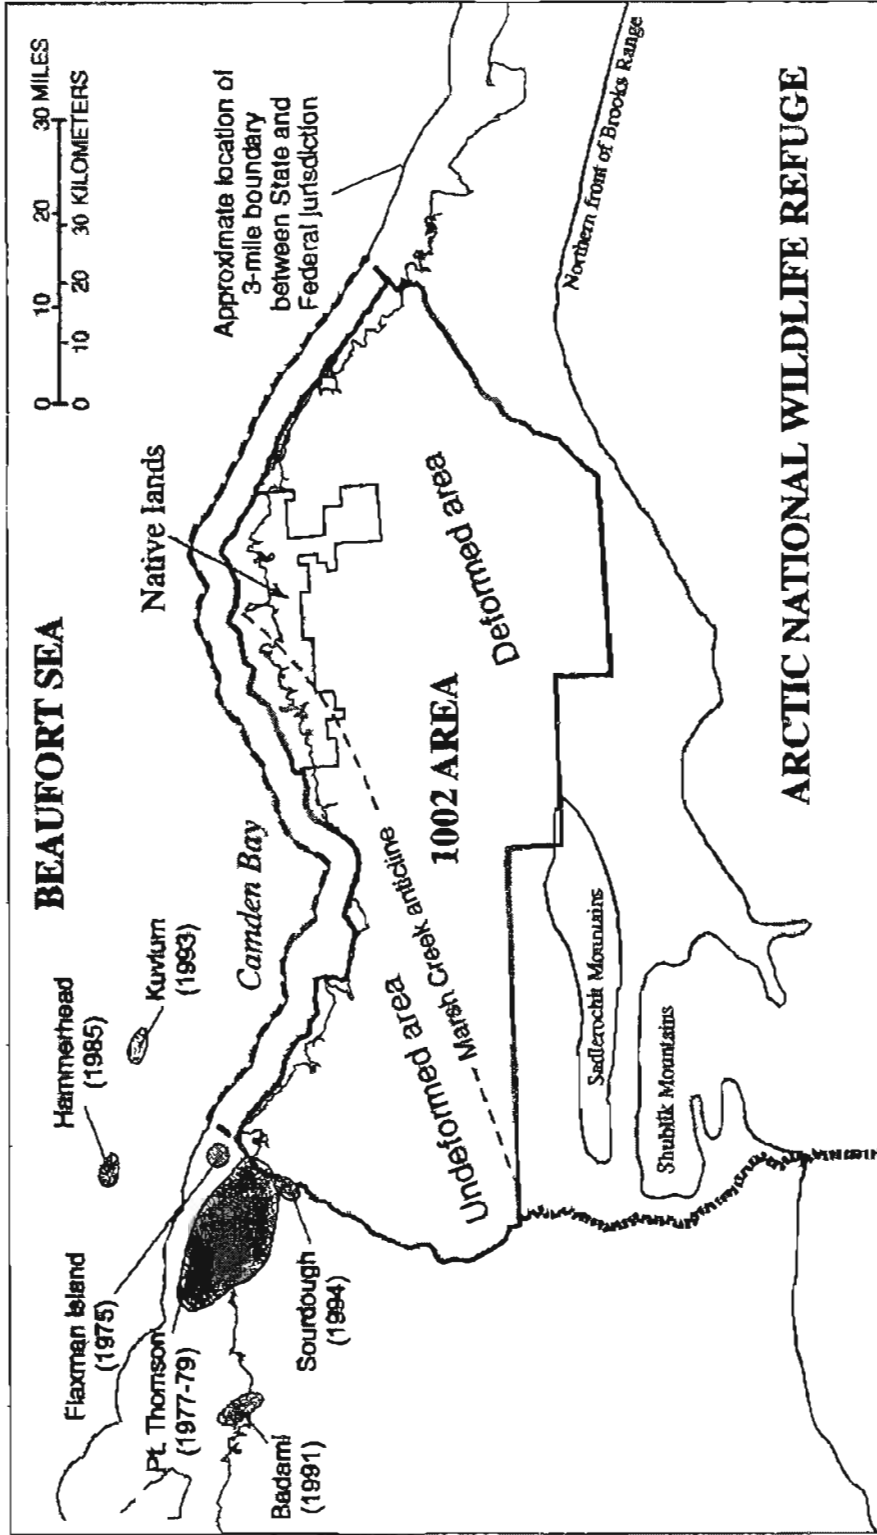 BEAUFORT SEA
0 10 20 30 MILES
0 10 20 30 KILOMETERS
Hammerhead
(1985)
Kuvlum
(1993)
Camden Bay
Native lands
Approximate location of
3-mile boundary
between State and
Federal jurisdiction
Flaxman Island
(1975)
Pt. Thomson
(1977-79)
Badami
(1991)
Sourdough
(1994)
Undeformed area
Marsh Creek anticline
1002 AREA
Deformed area
Sadlerochit Mountains
Shublik Mountains
Northern front of Brooks Range
ARCTIC NATIONAL WILDLIFE REFUGE